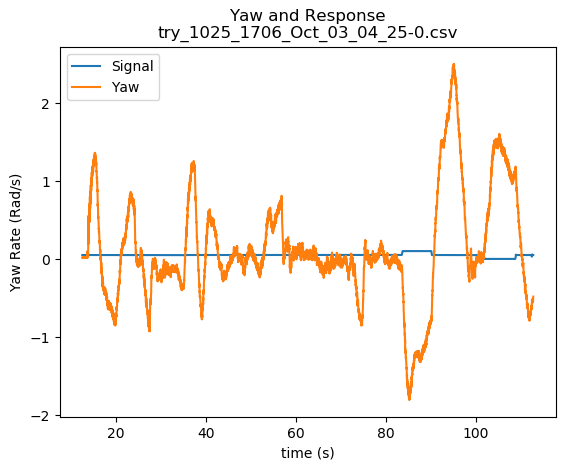 Yaw and Response
try_1025_1706_Oct_03_04_25-0.csv
Signal
Yaw
Yaw Rate (Rad/s)
2
1
0
−1
−2
20
40
60
80
100
time (s)